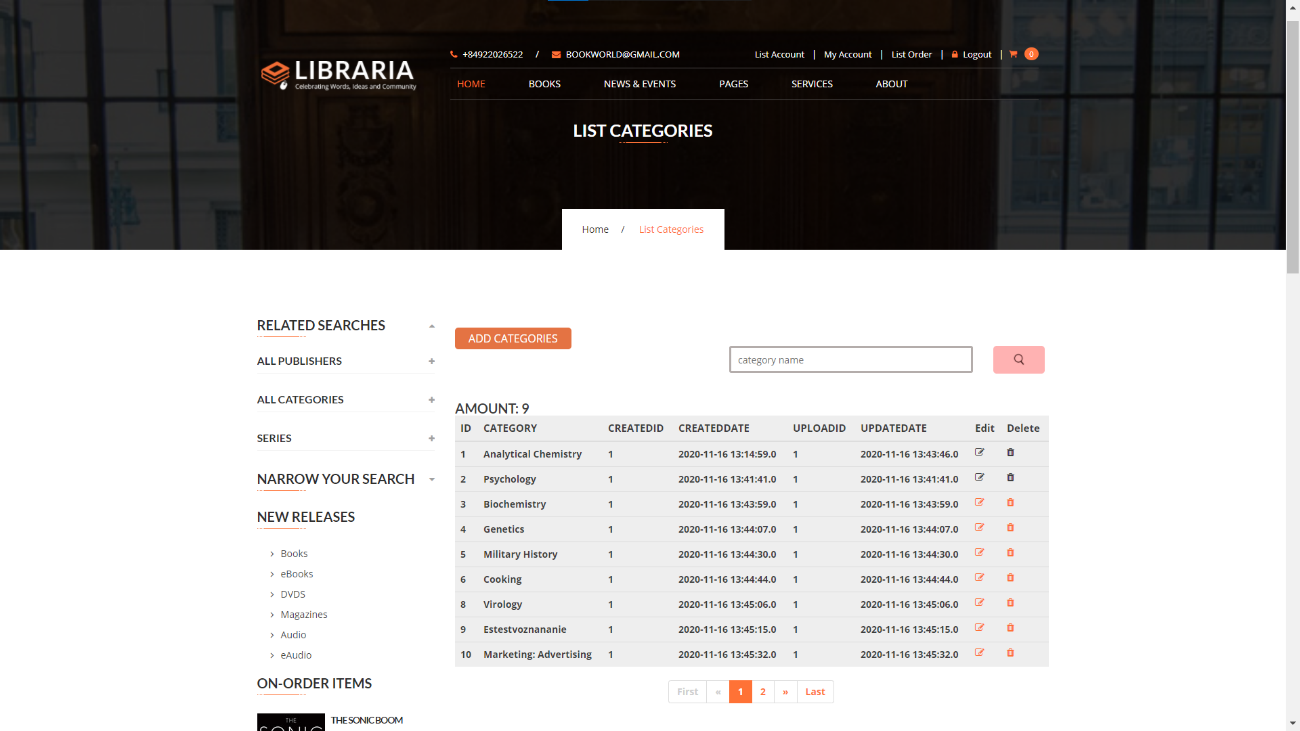 +84922026522 / BOOKWORLD@GMAIL.COM List Account | My Account | List Order | Logout | 0
LIBRARIA
Celebrating Words, Ideas and Community
HOME BOOKS NEWS & EVENTS PAGES SERVICES ABOUT
LIST CATEGORIES
Home / List Categories
RELATED SEARCHES
ALL PUBLISHERS +
ALL CATEGORIES +
SERIES +
NARROW YOUR SEARCH
NEW RELEASES
› Books
› eBooks
› DVDS
› Magazines
› Audio
› eAudio
ON-ORDER ITEMS
THE
SONIC
THE SONIC BOOM
ADD CATEGORIES
category name
AMOUNT: 9
ID CATEGORY CREATEDID CREATEDDATE UPLOADID UPDATEDATE Edit Delete
1 Analytical Chemistry 1 2020-11-16 13:14:59.0 1 2020-11-16 13:43:46.0
2 Psychology 1 2020-11-16 13:41:41.0 1 2020-11-16 13:41:41.0
3 Biochemistry 1 2020-11-16 13:43:59.0 1 2020-11-16 13:43:59.0
4 Genetics 1 2020-11-16 13:44:07.0 1 2020-11-16 13:44:07.0
5 Military History 1 2020-11-16 13:44:30.0 1 2020-11-16 13:44:30.0
6 Cooking 1 2020-11-16 13:44:44.0 1 2020-11-16 13:44:44.0
8 Virology 1 2020-11-16 13:45:06.0 1 2020-11-16 13:45:06.0
9 Estestvoznananie 1 2020-11-16 13:45:15.0 1 2020-11-16 13:45:15.0
10 Marketing: Advertising 1 2020-11-16 13:45:32.0 1 2020-11-16 13:45:32.0
First « 1 2 » Last